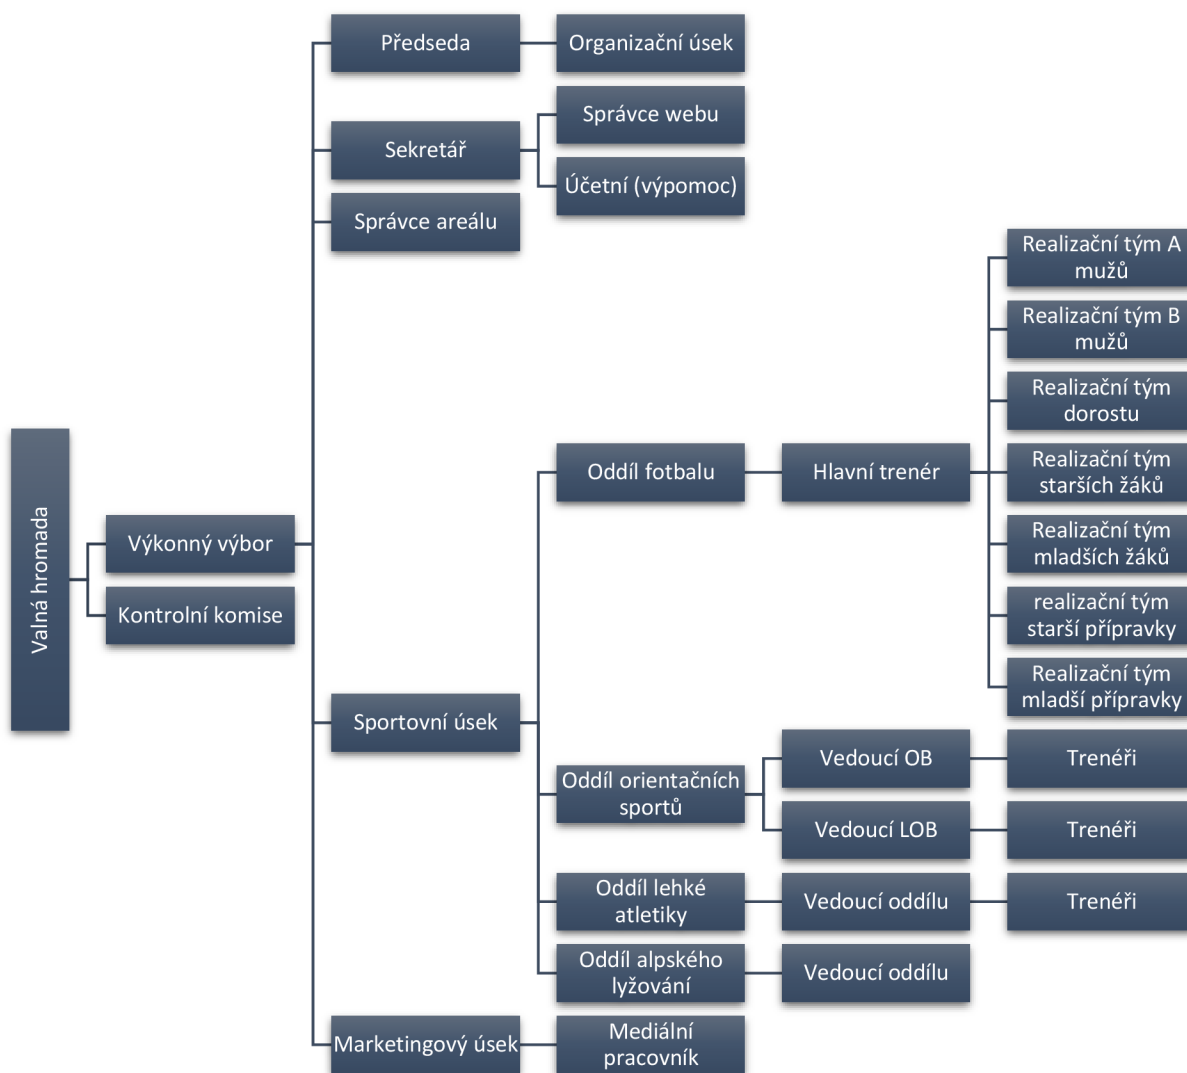 Předseda
Organizační úsek
Správce webu
Sekretář
Účetní (výpomoc)
Správce areálu
Realizační tým A
mužů
Realizační tým B
mužů
Realizační tým
dorostu
Oddíl fotbalu
Hlavní trenér
Realizační tým
starších žáků
Valná hromada
Výkonný výbor
Realizační tým
mladších žáků
Kontrolní komise
realizační tým
starší přípravky
Realizační tým
mladší přípravky
Sportovní úsek
Oddíl orientačních
sportů
Vedoucí OB
Trenéři
Vedoucí LOB
Trenéři
Oddíl lehké
atletiky
Vedoucí oddílu
Trenéři
Oddíl alpského
lyžování
Vedoucí oddílu
Marketingový úsek
Mediální
pracovník